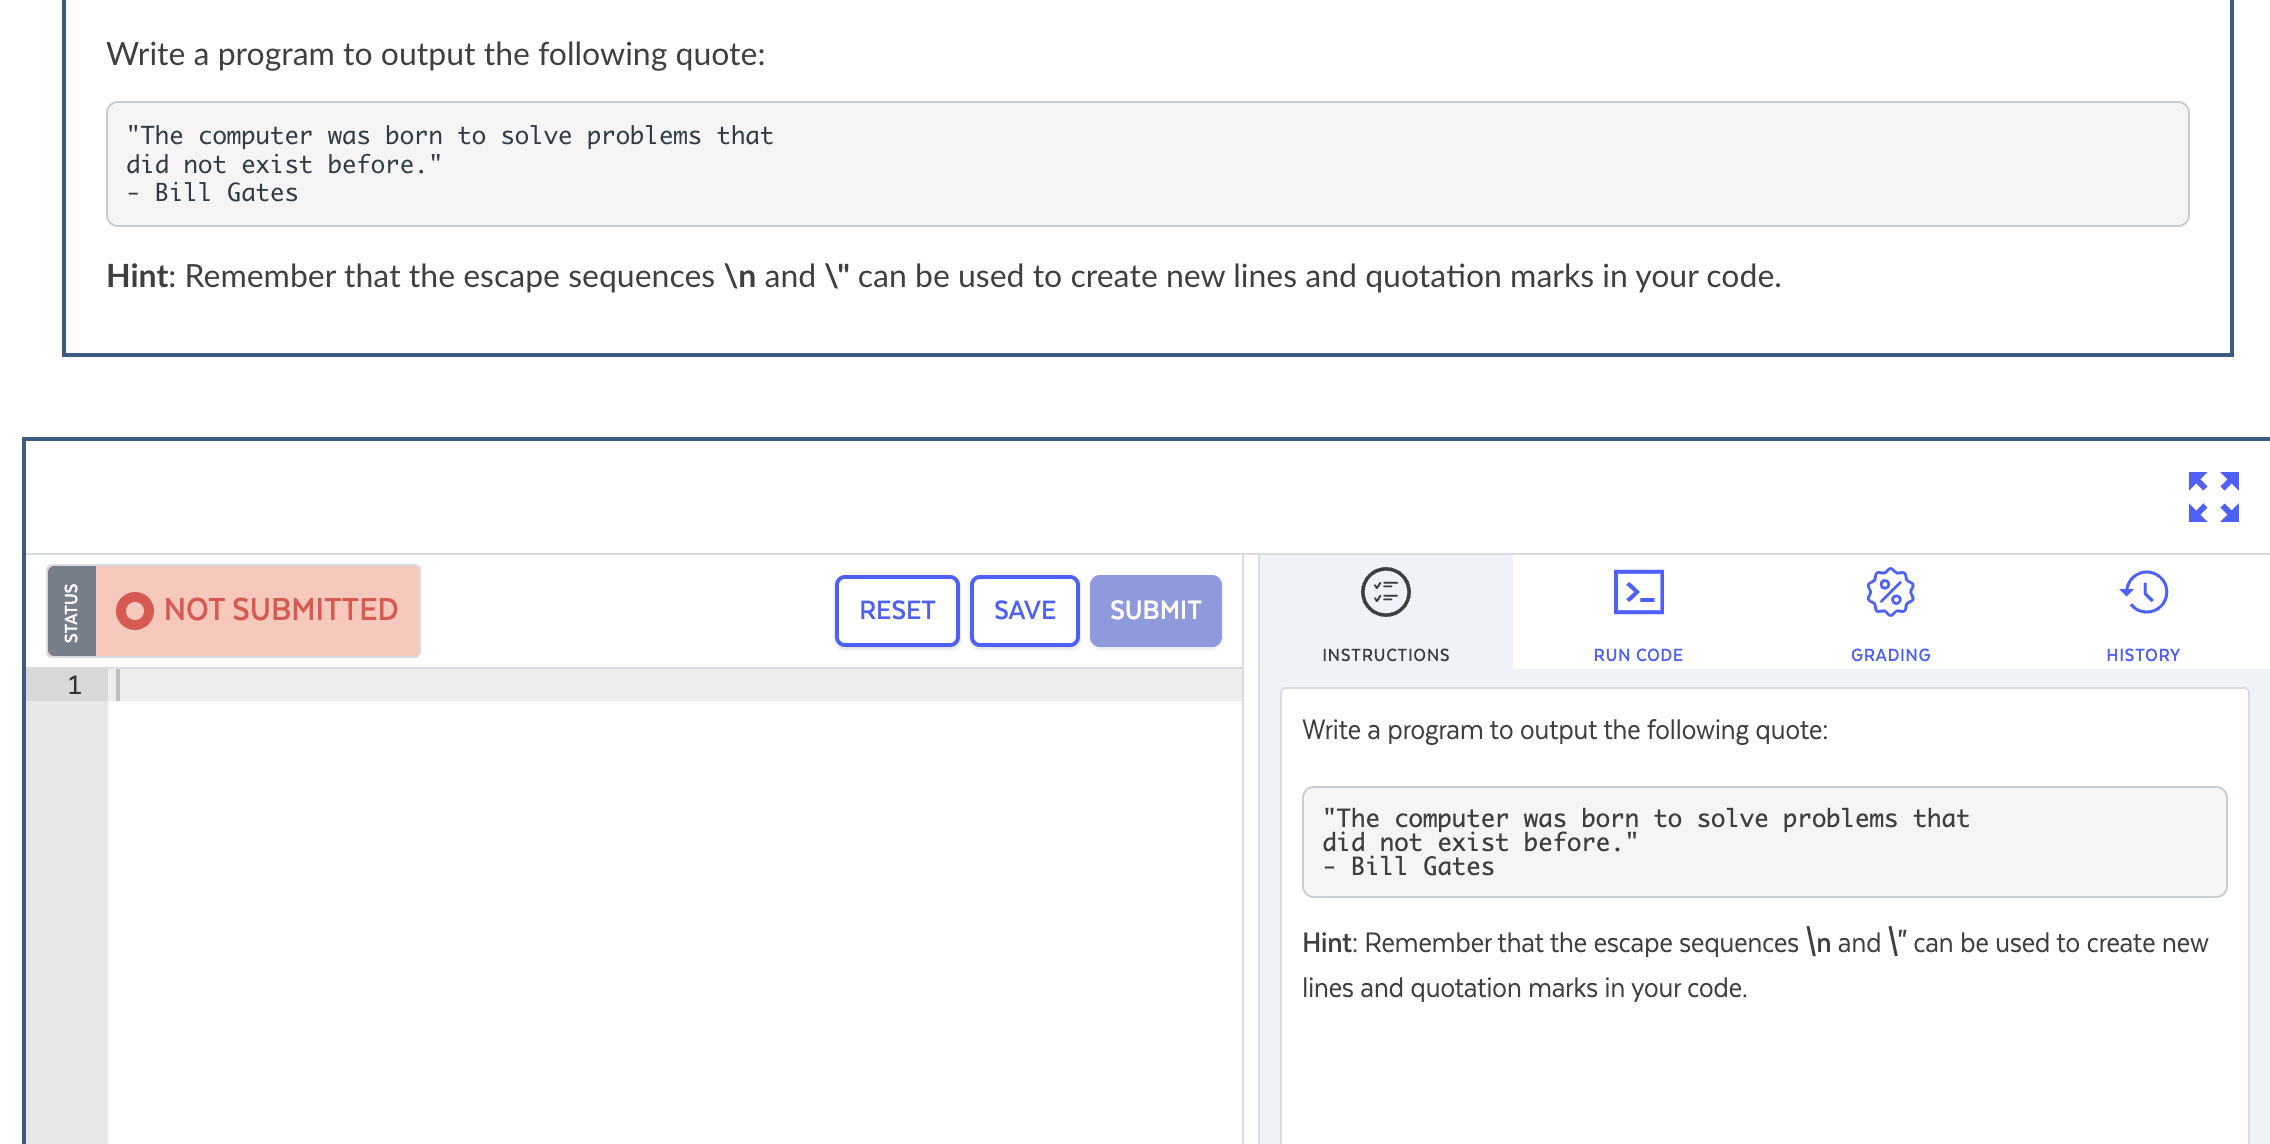 Write a program to output the following quote:
"The computer was born to solve problems that
did not exist before."
- Bill Gates
Hint: Remember that the escape sequences \n and \" can be used to create new lines and quotation marks in your code.
STATUS
NOT SUBMITTED
RESET
SAVE
SUBMIT
INSTRUCTIONS
RUN CODE
GRADING
HISTORY
1
Write a program to output the following quote:
"The computer was born to solve problems that
did not exist before."
- Bill Gates
Hint: Remember that the escape sequences \n and \" can be used to create new
lines and quotation marks in your code.